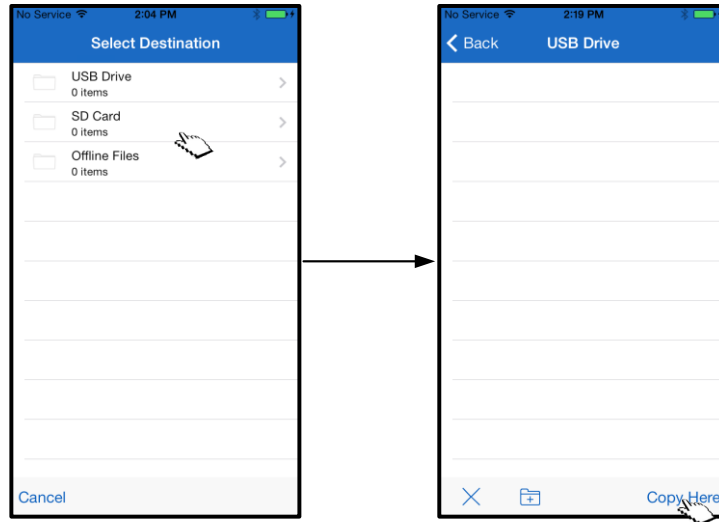 No Service 2:04 PM
Select Destination
USB Drive
0 items
SD Card
0 items
Offline Files
0 items
Cancel
No Service 2:19 PM
Back USB Drive
Copy Here